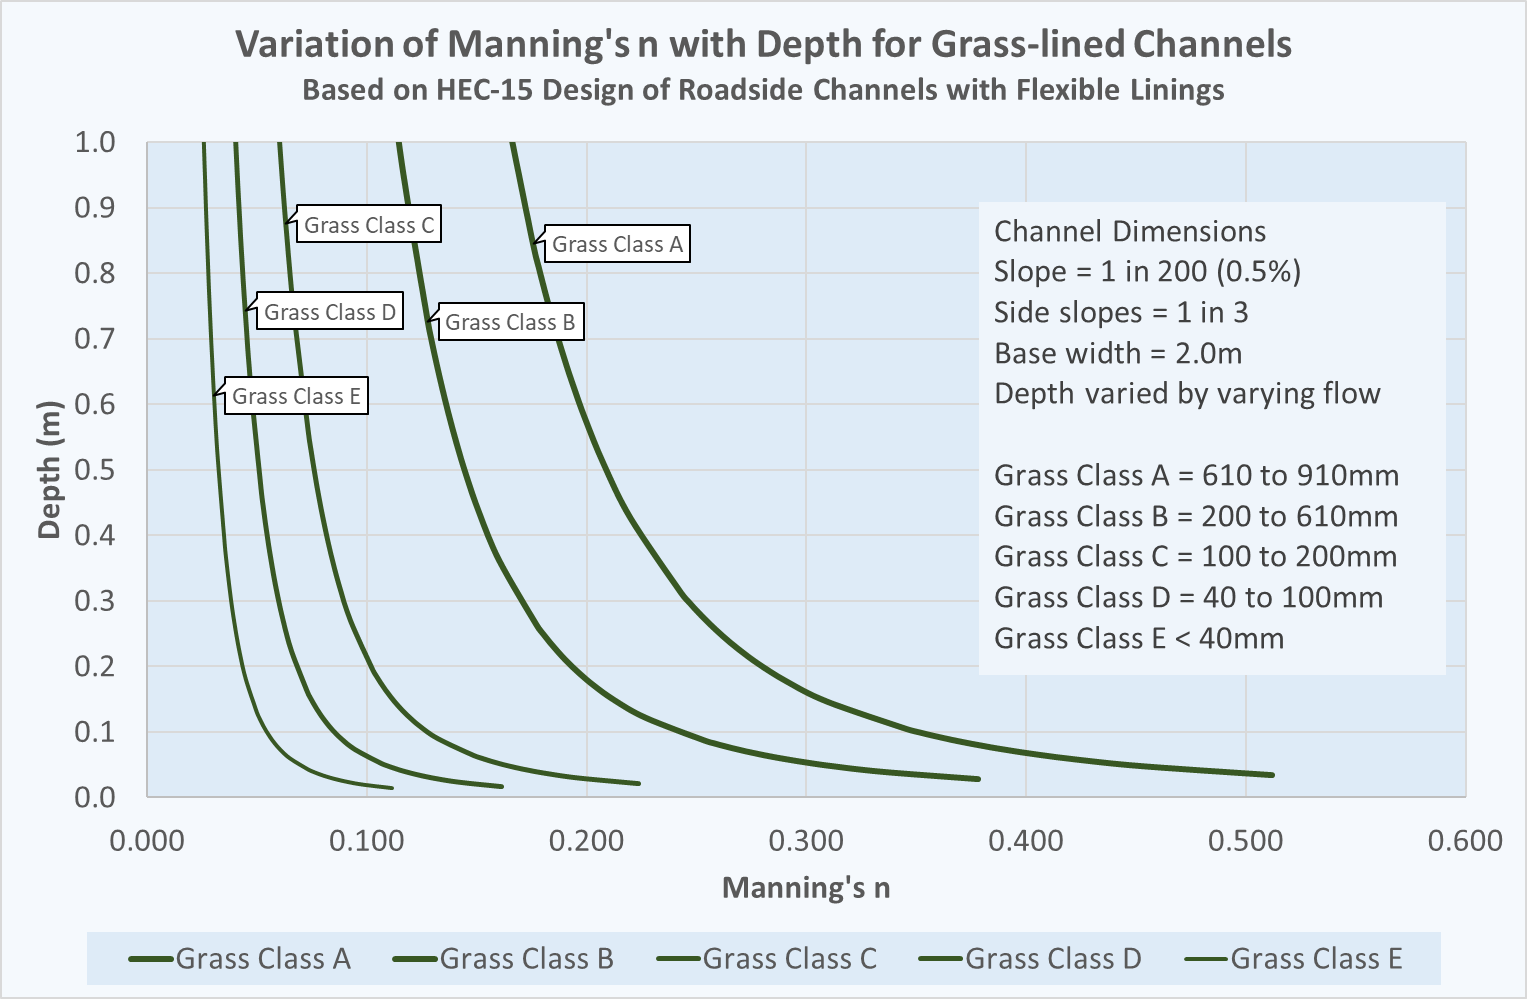 Variation of Manning's n with Depth for Grass-lined Channels
Based on HEC-15 Design of Roadside Channels with Flexible Linings
1.0
0.9
0.8
0.7
0.6
0.5
0.4
0.3
0.2
0.1
0.0
Depth (m)
Grass Class C
Grass Class A
Grass Class D
Grass Class B
Grass Class E
Channel Dimensions
Slope = 1 in 200 (0.5%)
Side slopes = 1 in 3
Base width = 2.0m
Depth varied by varying flow
Grass Class A = 610 to 910mm
Grass Class B = 200 to 610mm
Grass Class C = 100 to 200mm
Grass Class D = 40 to 100mm
Grass Class E < 40mm
0.000 0.100 0.200 0.300 0.400 0.500 0.600
Manning's n
Grass Class A Grass Class B Grass Class C Grass Class D Grass Class E